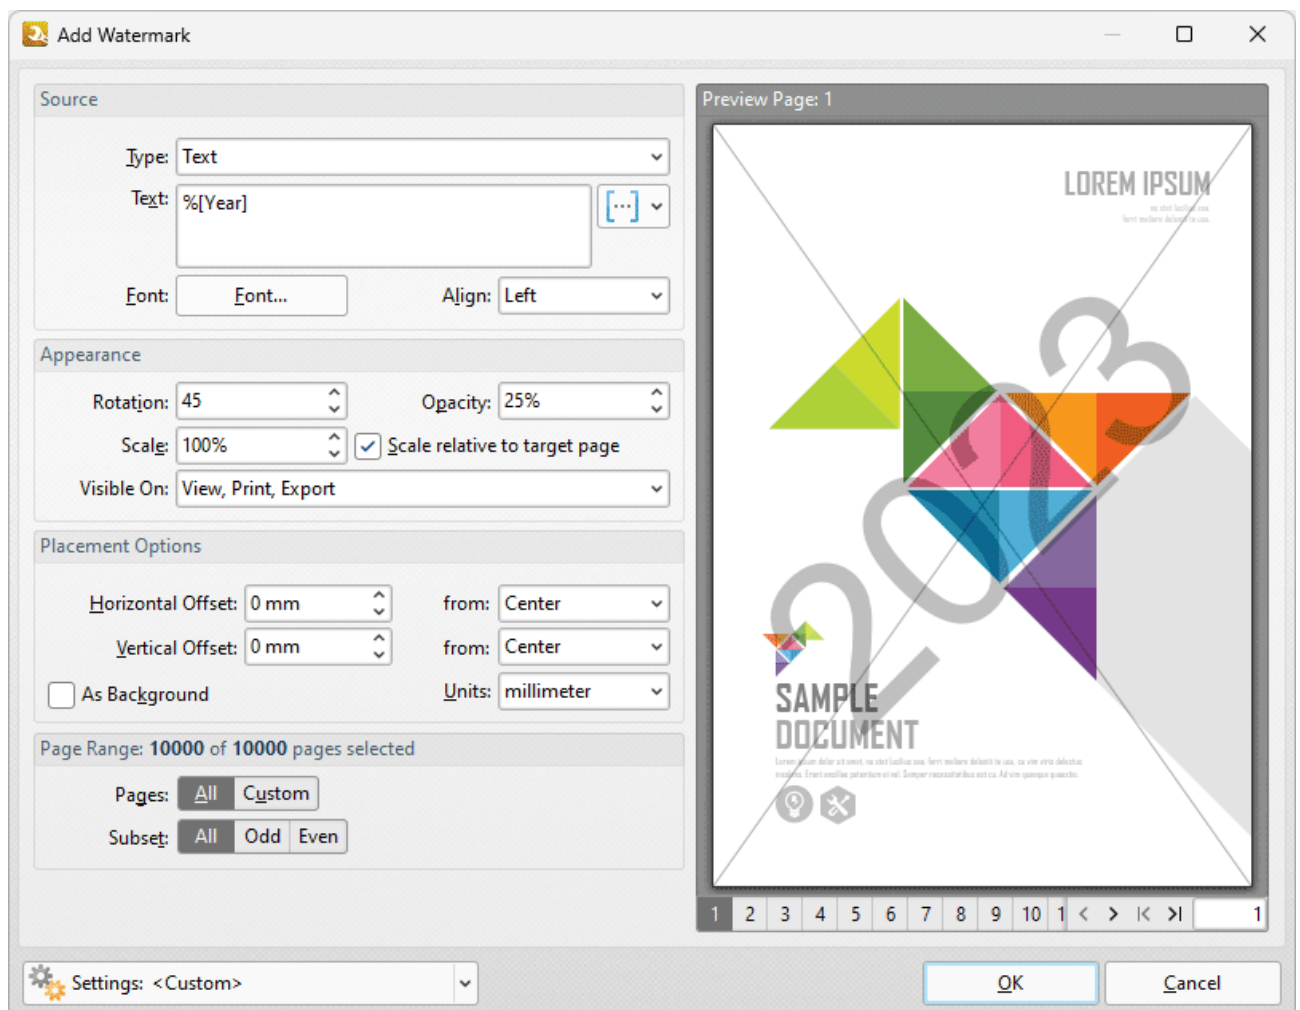 Add Watermark
Source
Type: Text
Text: %[Year]
Font: Font...
Align: Left
Appearance
Rotation: 45
Opacity: 25%
Scale: 100%
Scale relative to target page
Visible On: View, Print, Export
Placement Options
Horizontal Offset: 0 mm
from: Center
Vertical Offset: 0 mm
from: Center
As Background
Units: millimeter
Page Range: 10000 of 10000 pages selected
Pages: All Custom
Subset: All Odd Even
Preview Page: 1
LOREM IPSUM
2023
SAMPLE
DOCUMENT
1 2 3 4 5 6 7 8 9 10 1
1
Settings: <Custom>
OK
Cancel